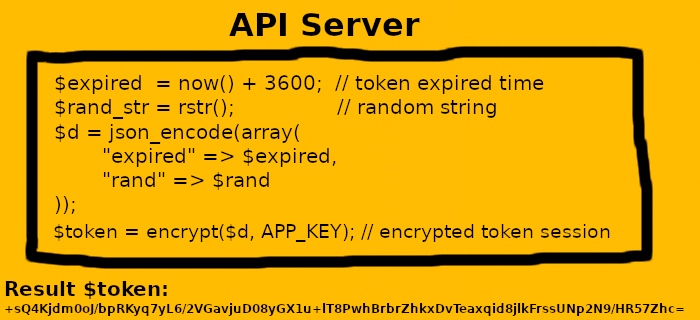 API Server
$expired  = now() + 3600;  // token expired time
$rand_str = rstr();                // random string
$d = json_encode(array(
        "expired" => $expired,
        "rand" => $rand
));
$token = encrypt($d, APP_KEY); // encrypted token session
Result $token:
+sQ4Kjdm0oJ/bpRKyq7yL6/2VGavjuD08yGX1u+lT8PwhBrbrZhkxDvTeaxqid8jlkFrssUNp2N9/HR57Zhc=